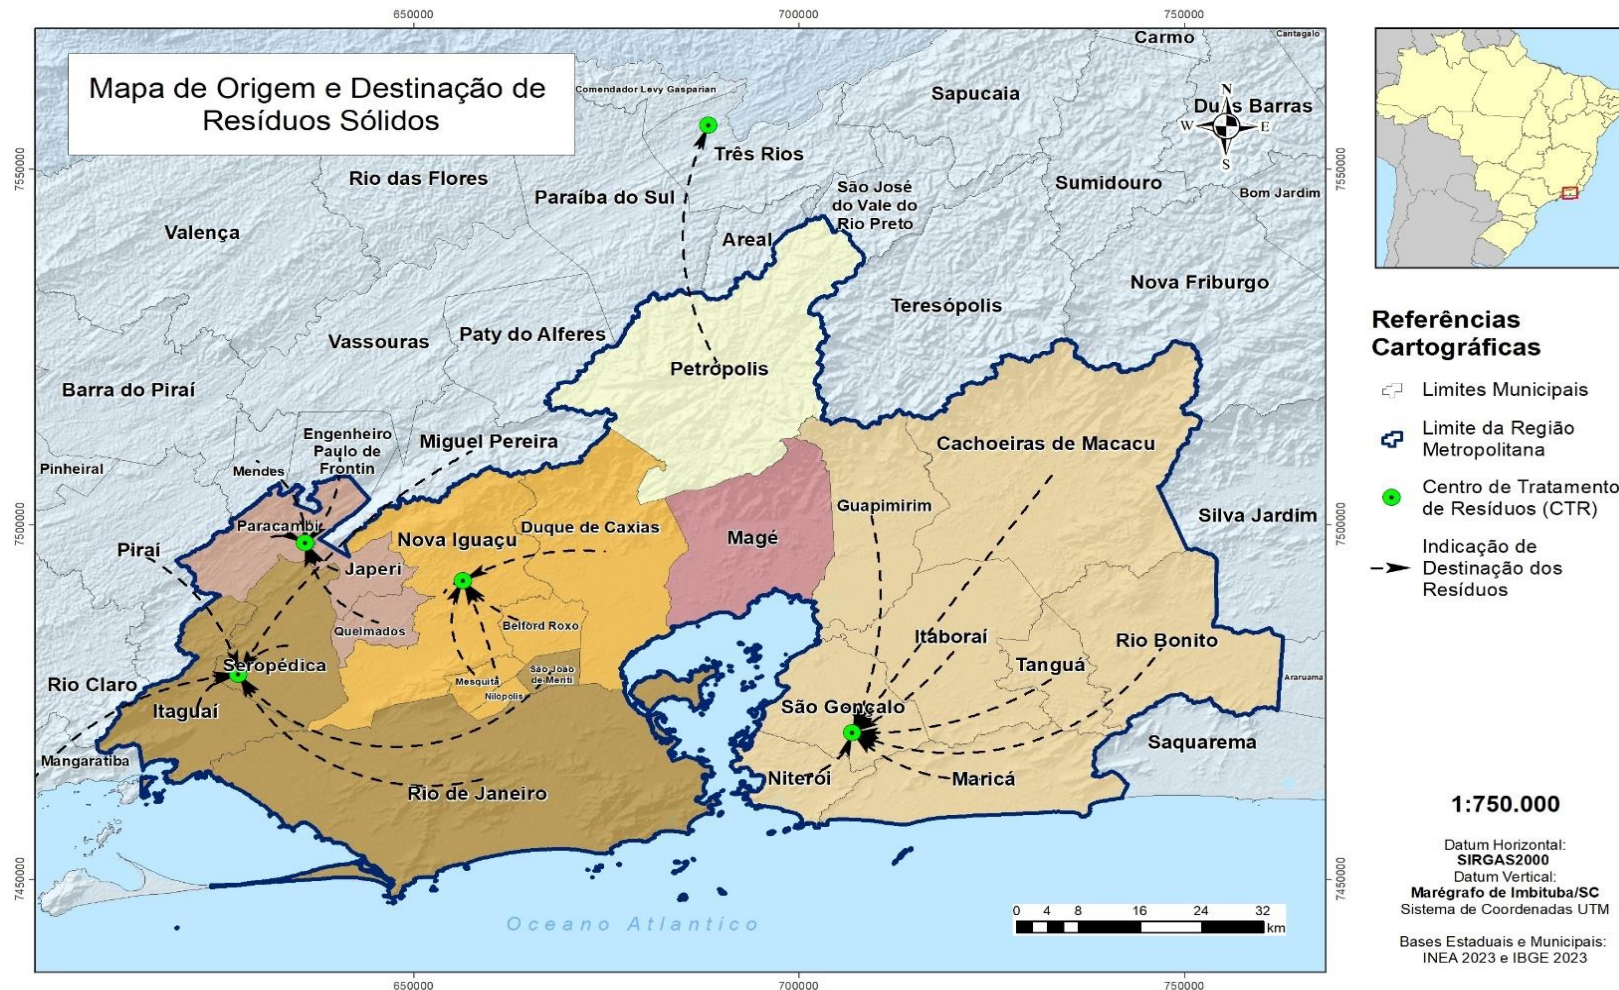 650000
700000
750000
Mapa de Origem e Destinação de
Resíduos Sólidos
Carmo
Cantagalo
Comendador Levy Gasparian
Sapucaia
N
Duas Barras
W
E
S
7550000
7550000
Três Rios
Rio das Flores
Paraíba do Sul
São José
do Vale do
Rio Preto
Sumidouro
Bom Jardim
Valença
Areal
Nova Friburgo
Teresópolis
Vassouras
Paty do Alferes
Petrópolis
Barra do Piraí
Engenheiro
Paulo de
Frontin
Miguel Pereira
Cachoeiras de Macacu
Pinheiral
Mendes
Guapimirim
Silva Jardim
7500000
7500000
Paracambi
Nova Iguaçu
Duque de Caxias
Magé
Piraí
Japeri
Queimados
Belford Roxo
Itaboraí
Rio Bonito
Seropédica
Tanguá
Mesquita
São João
de Meriti
Nilópolis
Rio Claro
Araruama
Itaguaí
São Gonçalo
Saquarema
Mangaratiba
Niterói
Maricá
Rio de Janeiro
7450000
7450000
Oceano Atlantico
0 4 8 16 24 32
km
650000
700000
750000
Referências
Cartográficas
Limites Municipais
Limite da Região
Metropolitana
Centro de Tratamento
de Resíduos (CTR)
Indicação de
Destinação dos
Resíduos
1:750.000
Datum Horizontal:
SIRGAS2000
Datum Vertical:
Marégrafo de Imbituba/SC
Sistema de Coordenadas UTM
Bases Estaduais e Municipais:
INEA 2023 e IBGE 2023